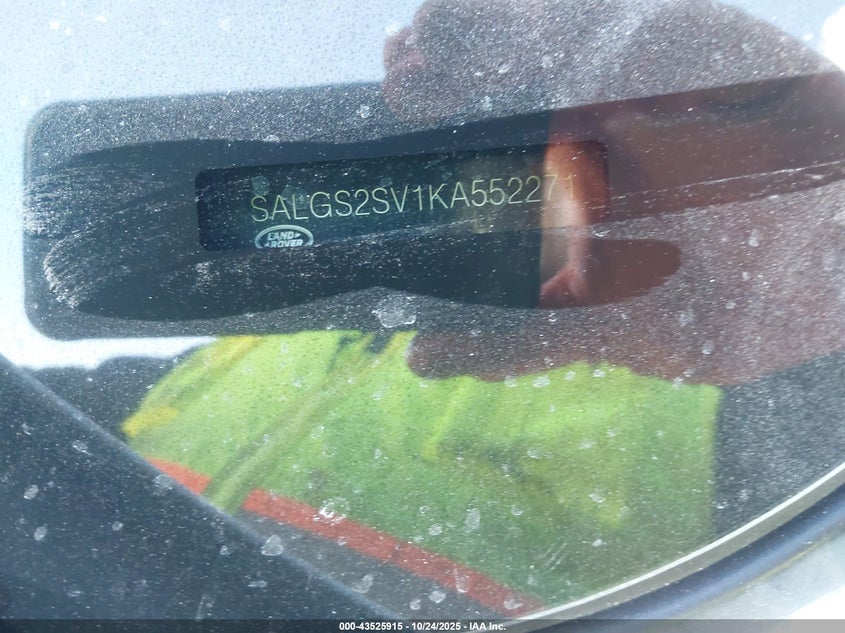 SALGS2SV1KA552271
LAND
ROVER
000-43525915 - 10/24/2025 - IAA Inc.